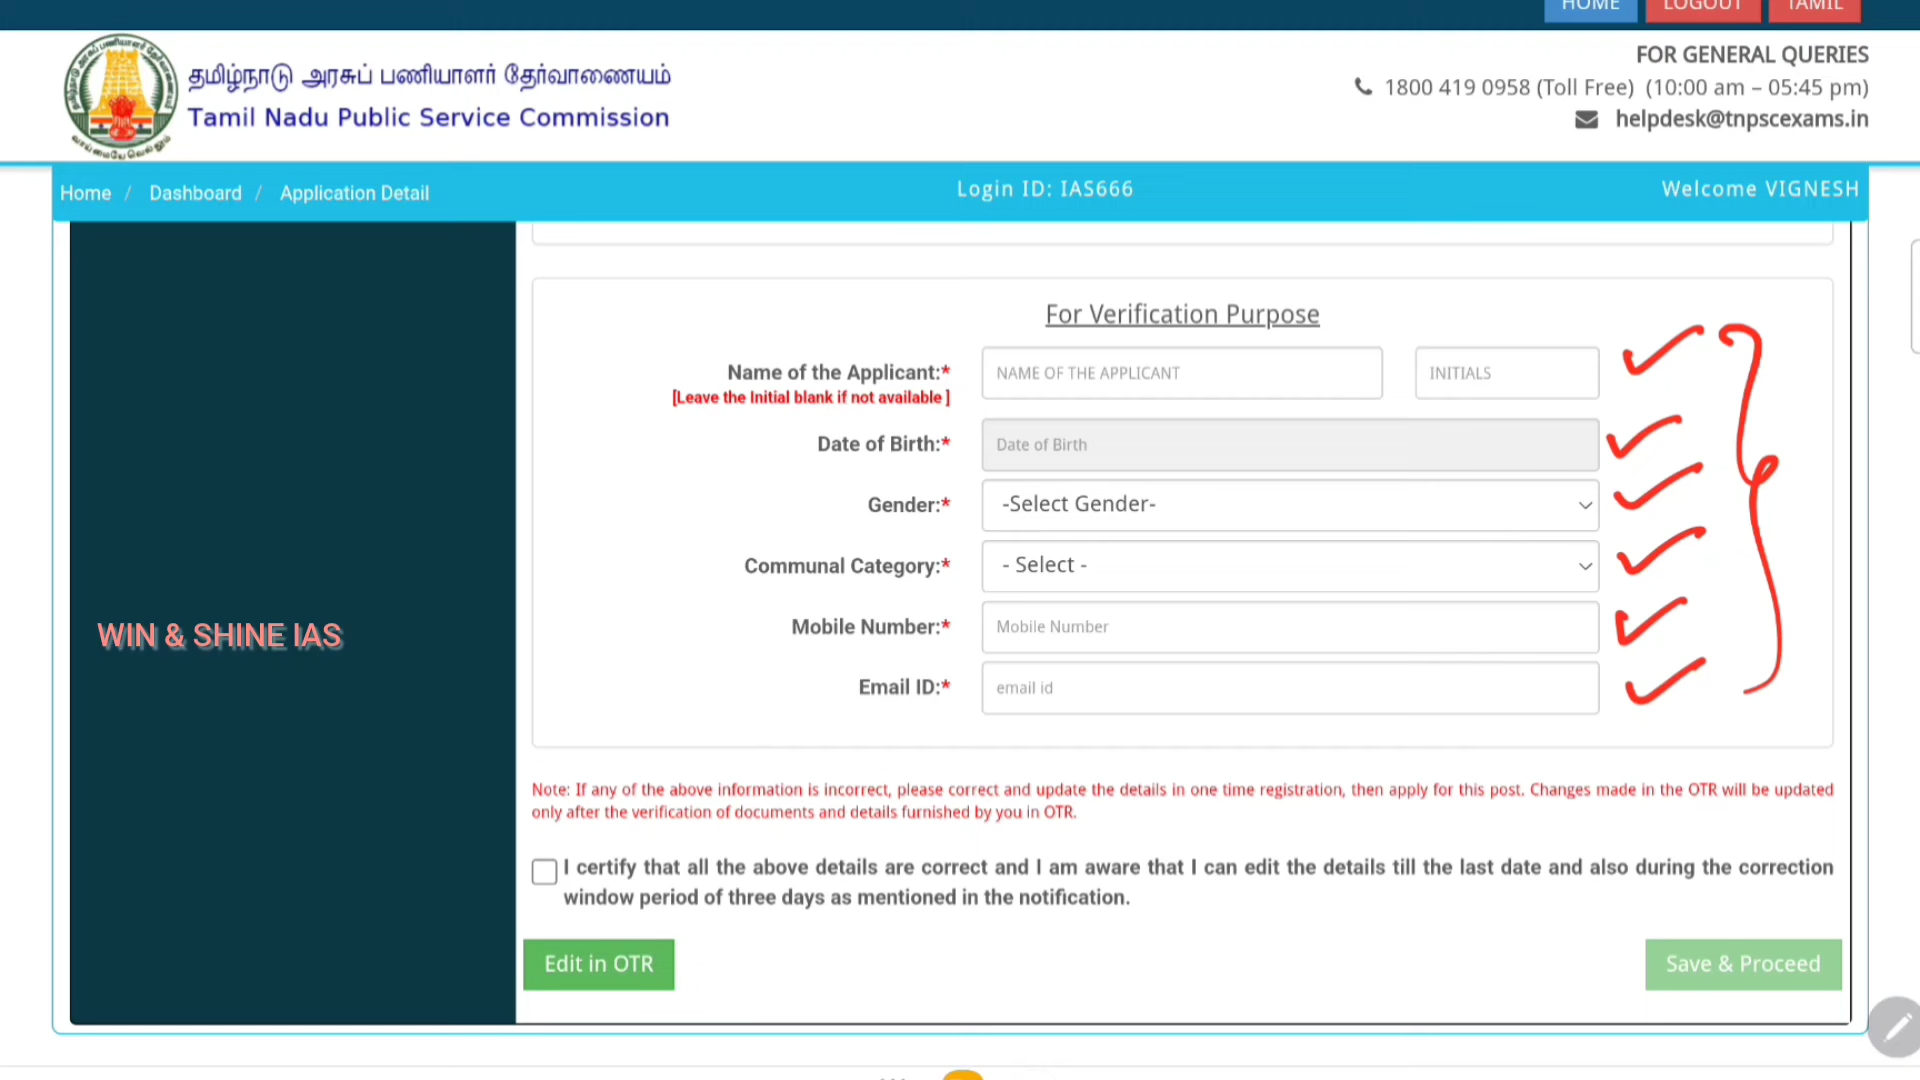 HOME LOGOUT TAMIL
தமிழ்நாடு அரசுப் பணியாளர் தேர்வாணையம்
Tamil Nadu Public Service Commission
FOR GENERAL QUERIES
1800 419 0958 (Toll Free) (10:00 am – 05:45 pm)
helpdesk@tnpscexams.in
Home / Dashboard / Application Detail
Login ID: IAS666
Welcome VIGNESH
WIN & SHINE IAS
For Verification Purpose
Name of the Applicant:* NAME OF THE APPLICANT INITIALS
[Leave the Initial blank if not available ]
Date of Birth:* Date of Birth
Gender:* -Select Gender-
Communal Category:* - Select -
Mobile Number:* Mobile Number
Email ID:* email id
Note: If any of the above information is incorrect, please correct and update the details in one time registration, then apply for this post. Changes made in the OTR will be updated
only after the verification of documents and details furnished by you in OTR.
I certify that all the above details are correct and I am aware that I can edit the details till the last date and also during the correction
window period of three days as mentioned in the notification.
Edit in OTR
Save & Proceed